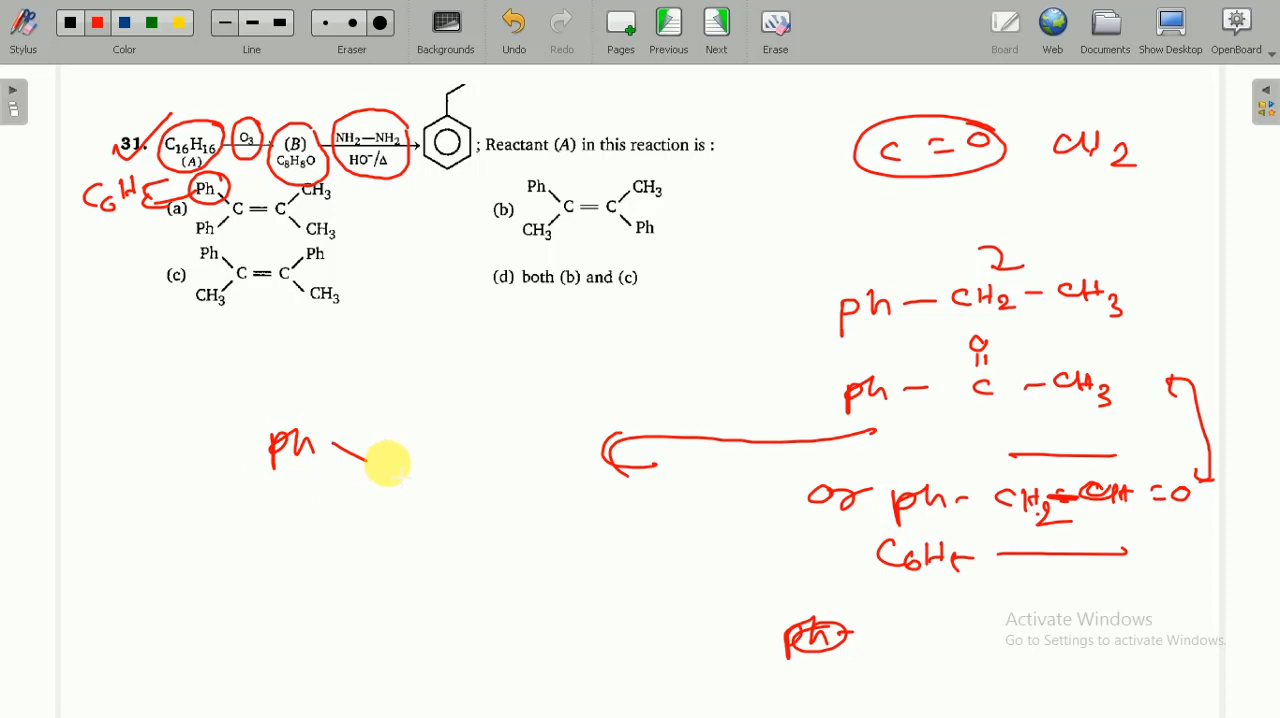 Stylus Color Line Eraser Backgrounds Undo Redo Pages Previous Next Erase Board Web Documents Show Desktop OpenBoard
31. C₁₆H₁₆ (A) O₃ (B) C₈H₈O NH₂—NH₂ HO⁻/Δ ; Reactant (A) in this reaction is :
C = O CH₂
C₆H₅
(a) Ph Ph C = C CH₃ CH₃
(b) Ph CH₃ C = C CH₃ Ph
(c) Ph CH₃ C = C Ph CH₃
(d) both (b) and (c)
2
ph — CH₂ — CH₃
O
||
ph — C — CH₃
ph
or ph - CH₂ - CH = O
C₆H₅
ph
Activate Windows
Go to Settings to activate Windows.